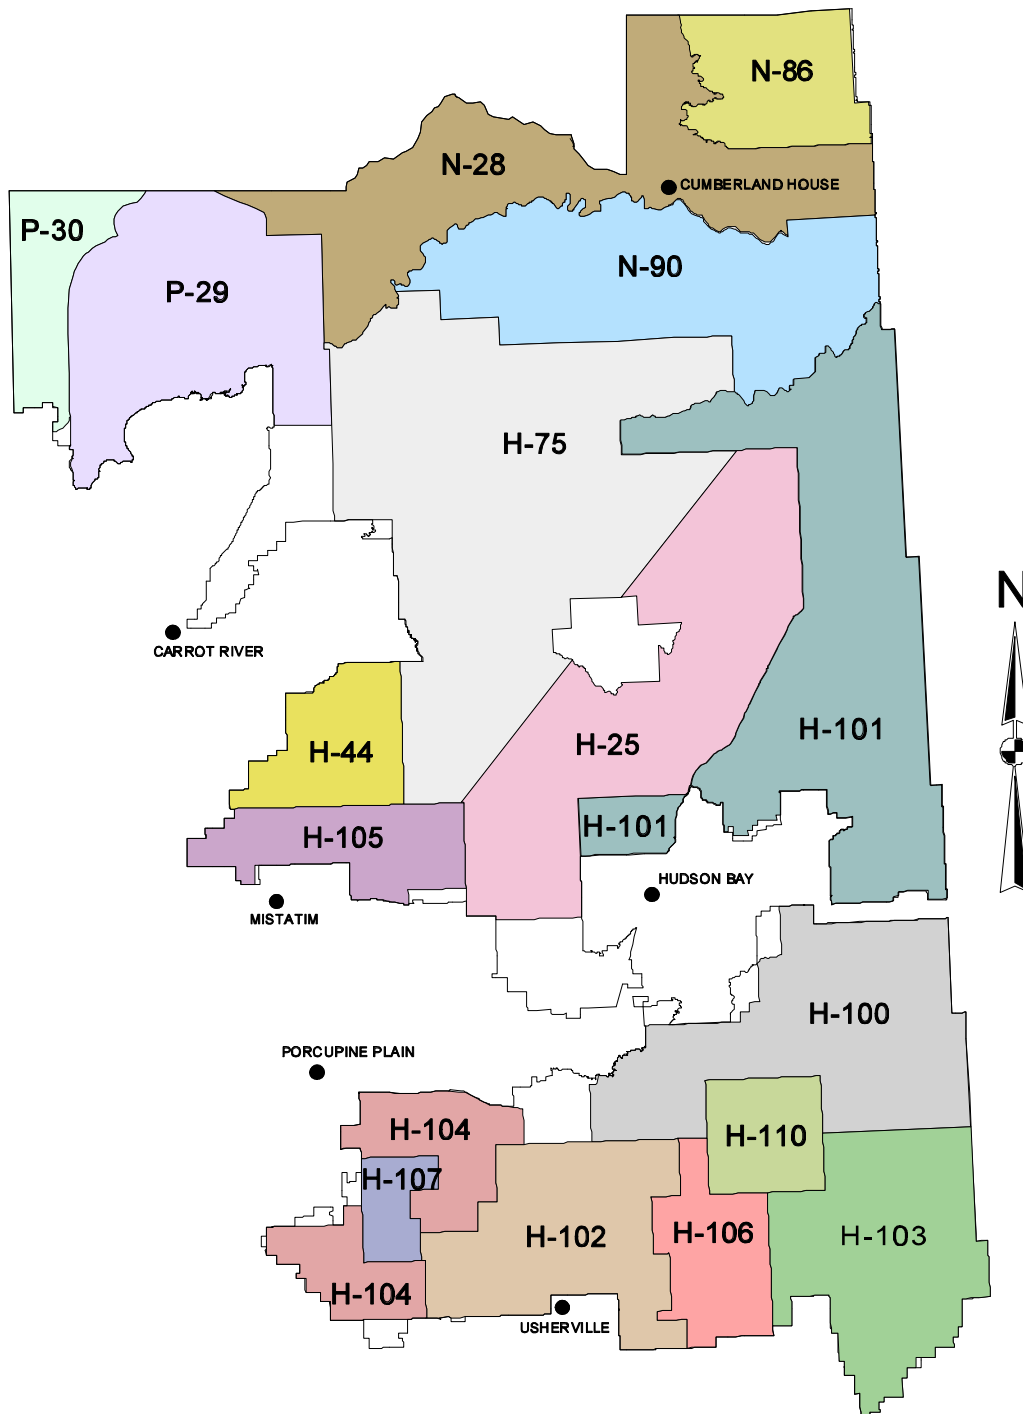 N-86
N-28
CUMBERLAND HOUSE
P-30
N-90
P-29
H-75
N
CARROT RIVER
H-101
H-25
H-44
H-101
H-105
HUDSON BAY
MISTATIM
H-100
PORCUPINE PLAIN
H-104
H-110
H-107
H-106
H-102
H-103
H-104
USHERVILLE